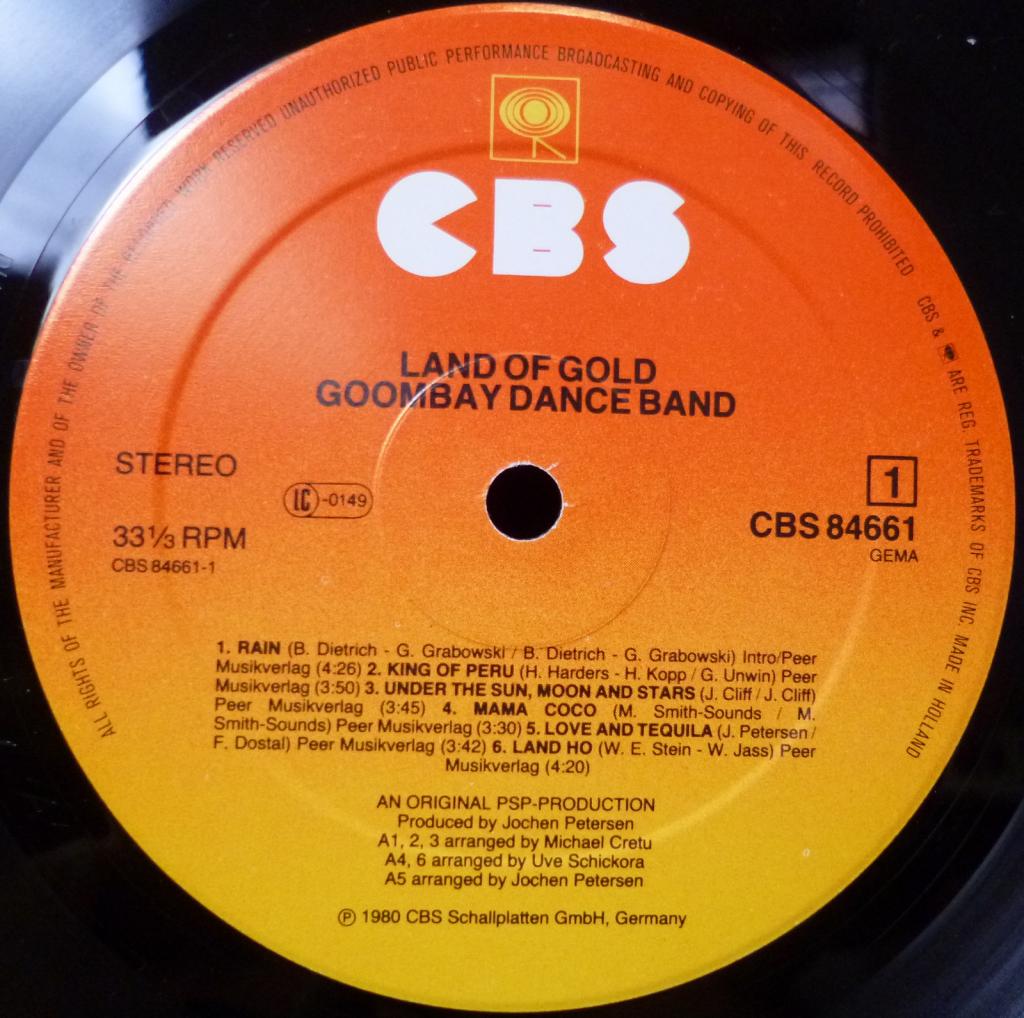 ALL RIGHTS OF THE MANUFACTURER AND OF THE OWNER OF THE RECORDED WORK RESERVED UNAUTHORIZED PUBLIC PERFORMANCE BROADCASTING AND COPYING OF THIS RECORD PROHIBITED CBS & ARE REG. TRADEMARKS OF CBS INC. MADE IN HOLLAND
CBS
LAND OF GOLD
GOOMBAY DANCE BAND
STEREO
LC -0149
33⅓ RPM
CBS 84661-1
1
CBS 84661
GEMA
1. RAIN (B. Dietrich - G. Grabowski / B. Dietrich - G. Grabowski) Intro/Peer
Musikverlag (4:26) 2. KING OF PERU (H. Harders - H. Kopp / G. Unwin) Peer
Musikverlag (3:50) 3. UNDER THE SUN, MOON AND STARS (J. Cliff / J. Cliff)
Peer Musikverlag (3:45) 4. MAMA COCO (M. Smith-Sounds / M.
Smith-Sounds) Peer Musikverlag (3:30) 5. LOVE AND TEQUILA (J. Petersen /
F. Dostal) Peer Musikverlag (3:42) 6. LAND HO (W. E. Stein - W. Jass) Peer
Musikverlag (4:20)
AN ORIGINAL PSP-PRODUCTION
Produced by Jochen Petersen
A1, 2, 3 arranged by Michael Cretu
A4, 6 arranged by Uve Schickora
A5 arranged by Jochen Petersen
℗ 1980 CBS Schallplatten GmbH, Germany